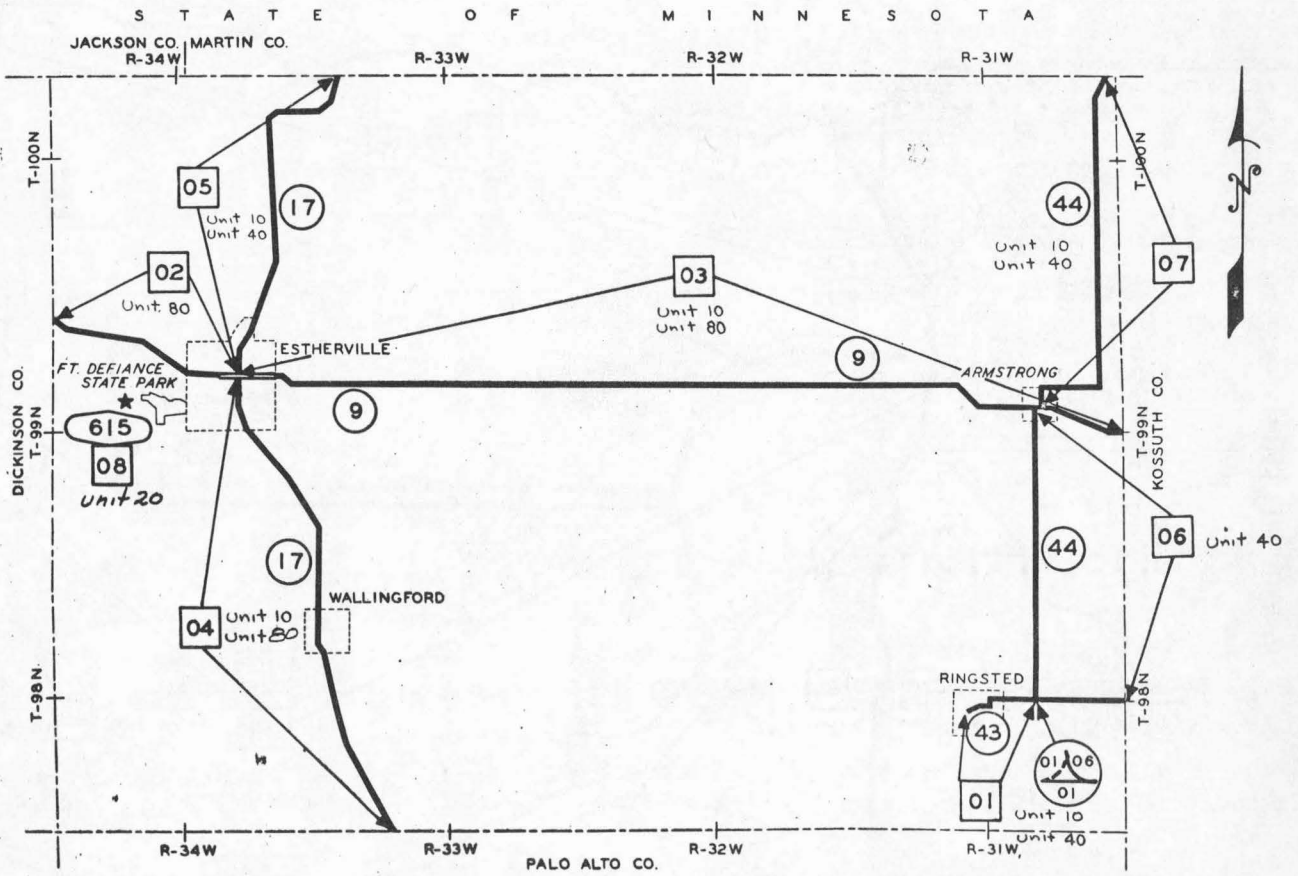 STATE OF MINNESOTA
JACKSON CO. MARTIN CO.
R-34W R-33W R-32W R-31W
T-100N
T-100N
05
Unit 10
Unit 40
17
44
Unit 10
Unit 40
07
02
Unit 80
03
Unit 10
Unit 80
ESTHERVILLE
9
ARMSTRONG
FT. DEFIANCE
STATE PARK
9
615
08
Unit 20
DICKINSON CO.
T-99N
T-99N
KOSSUTH CO.
17
44
06
Unit 40
WALLINGFORD
04
Unit 10
Unit 80
T-98N
RINGSTED
T-98N
43
01 06
01
01
Unit 10
Unit 40
R-34W R-33W R-32W R-31W
PALO ALTO CO.
N